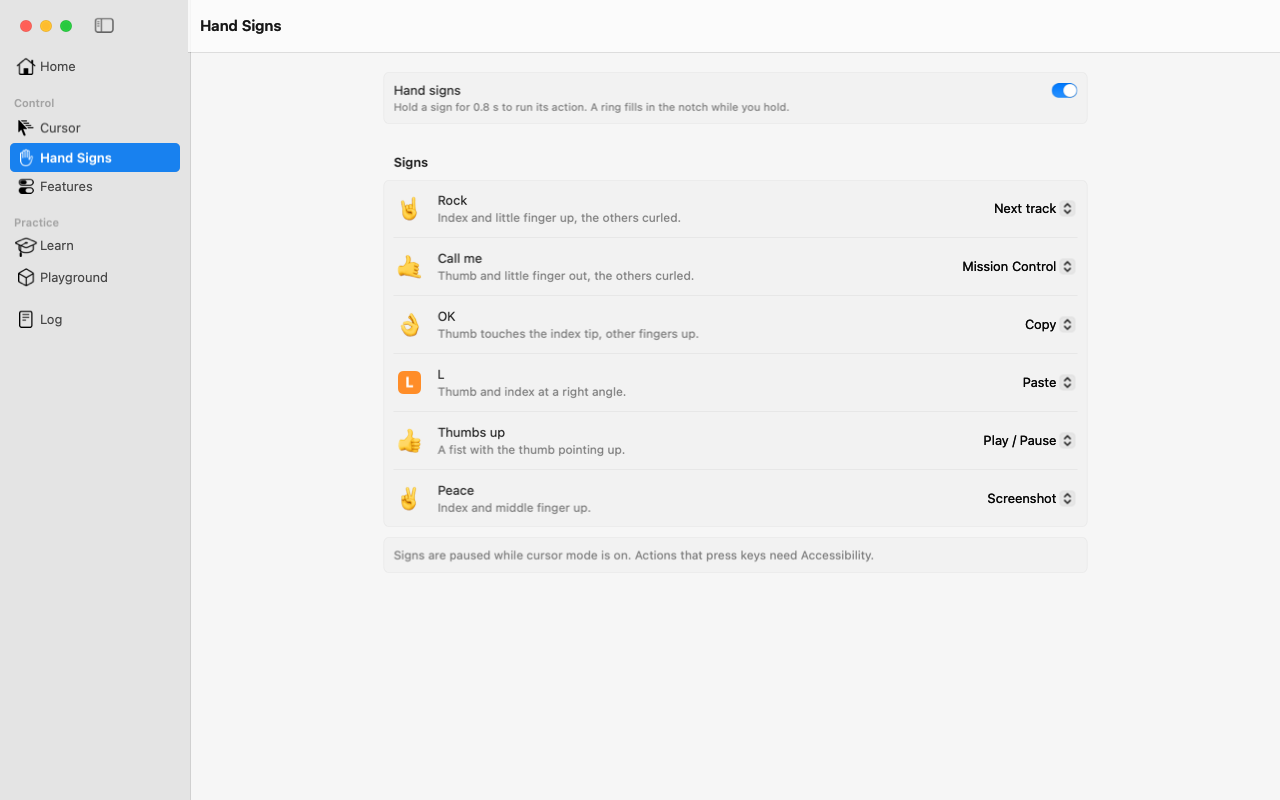 Hand Signs
Home
Control
Cursor
Hand Signs
Features
Practice
Learn
Playground
Log
Hand signs
Hold a sign for 0.8 s to run its action. A ring fills in the notch while you hold.
Signs
Rock
Index and little finger up, the others curled.
Next track
Call me
Thumb and little finger out, the others curled.
Mission Control
OK
Thumb touches the index tip, other fingers up.
Copy
L
L
Thumb and index at a right angle.
Paste
Thumbs up
A fist with the thumb pointing up.
Play / Pause
Peace
Index and middle finger up.
Screenshot
Signs are paused while cursor mode is on. Actions that press keys need Accessibility.